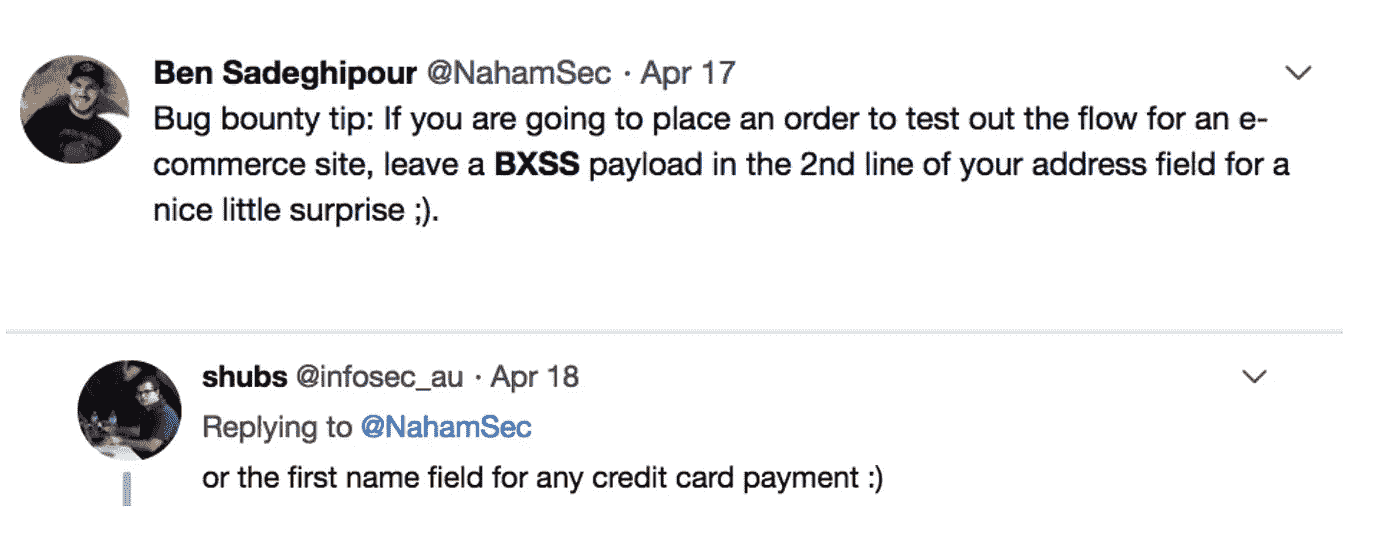 Ben Sadeghipour @NahamSec · Apr 17
Bug bounty tip: If you are going to place an order to test out the flow for an e-
commerce site, leave a BXSS payload in the 2nd line of your address field for a
nice little surprise ;).
shubs @infosec_au · Apr 18
Replying to @NahamSec
or the first name field for any credit card payment :)